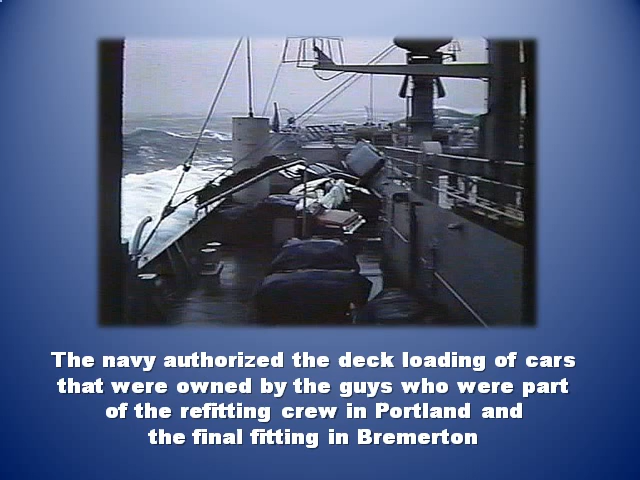 The navy authorized the deck loading of cars
that were owned by the guys who were part
of the refitting crew in Portland and
the final fitting in Bremerton